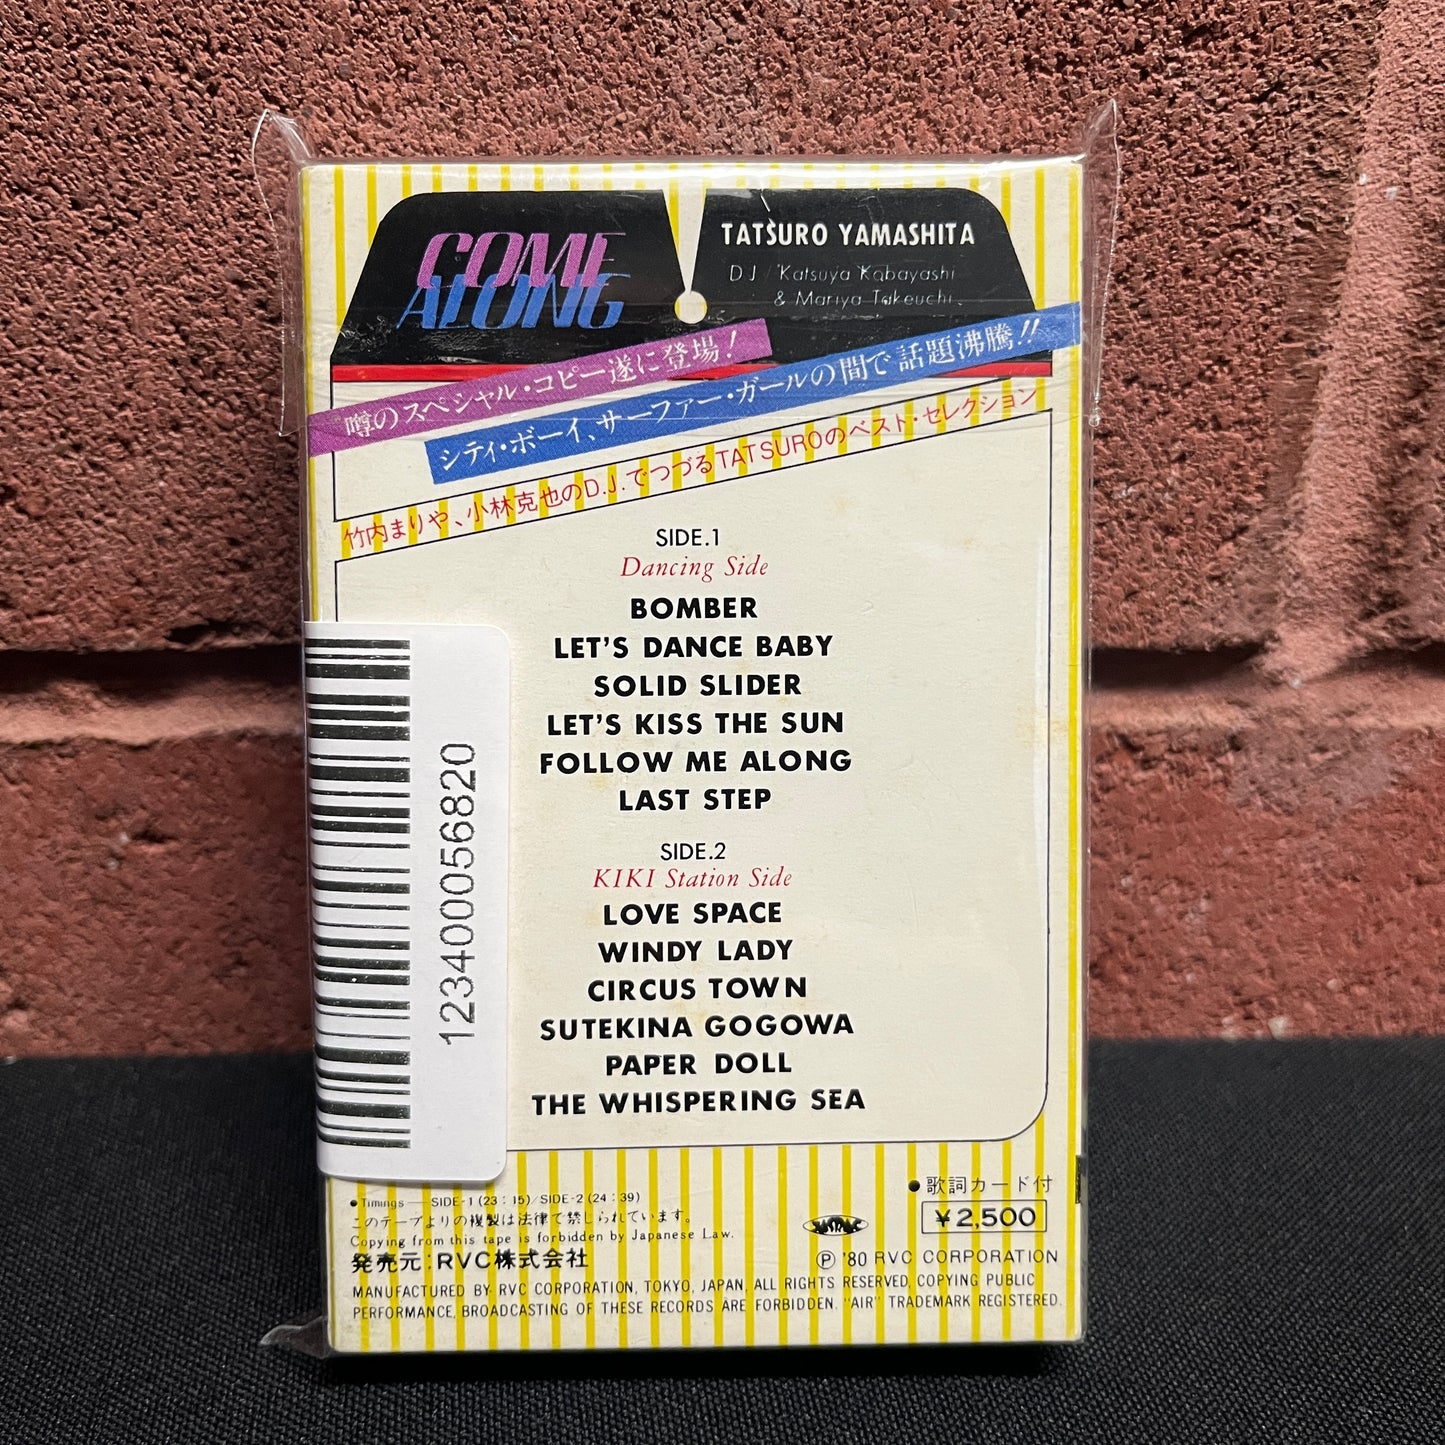 COME
ALONG
TATSURO YAMASHITA
DJ/Katsuya Kobayashi
& Mariya Takeuchi
噂のスペシャル・コピー遂に登場!
シティ・ボーイ、サーファー・ガールの間で話題沸騰!!
竹内まりや、小林克也のD.J.でつづるTATSUROのベスト・セレクション
SIDE.1
Dancing Side
BOMBER
LET'S DANCE BABY
SOLID SLIDER
LET'S KISS THE SUN
FOLLOW ME ALONG
LAST STEP
SIDE.2
KIKI Station Side
LOVE SPACE
WINDY LADY
CIRCUS TOWN
SUTEKINA GOGOWA
PAPER DOLL
THE WHISPERING SEA
1234000056820
●Timings——SIDE-1(23:15)/SIDE-2(24:39)
このテープよりの複製は法律で禁じられています。
Copying from this tape is forbidden by Japanese Law.
発売元:RVC株式会社
●歌詞カード付
¥2,500
Ⓟ'80 RVC CORPORATION
MANUFACTURED BY RVC CORPORATION, TOKYO, JAPAN, ALL RIGHTS RESERVED, COPYING PUBLIC
PERFORMANCE, BROADCASTING OF THESE RECORDS ARE FORBIDDEN. "AIR" TRADEMARK REGISTERED.